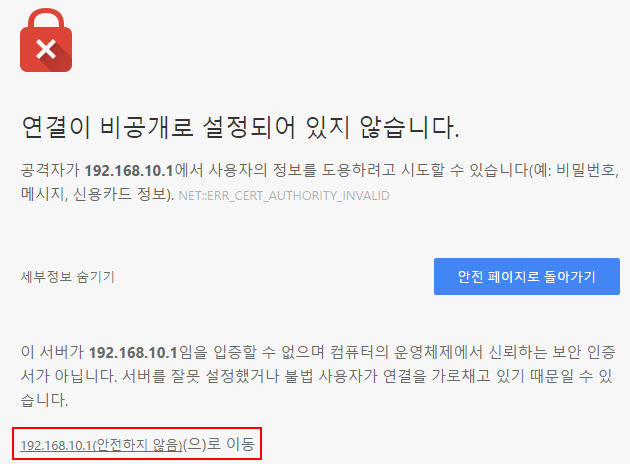 연결이 비공개로 설정되어 있지 않습니다.
공격자가 192.168.10.1에서 사용자의 정보를 도용하려고 시도할 수 있습니다(예: 비밀번호,
메시지, 신용카드 정보). NET::ERR_CERT_AUTHORITY_INVALID
세부정보 숨기기
안전 페이지로 돌아가기
이 서버가 192.168.10.1임을 입증할 수 없으며 컴퓨터의 운영체제에서 신뢰하는 보안 인증
서가 아닙니다. 서버를 잘못 설정했거나 불법 사용자가 연결을 가로채고 있기 때문일 수 있
습니다.
192.168.10.1(안전하지 않음)(으)로 이동